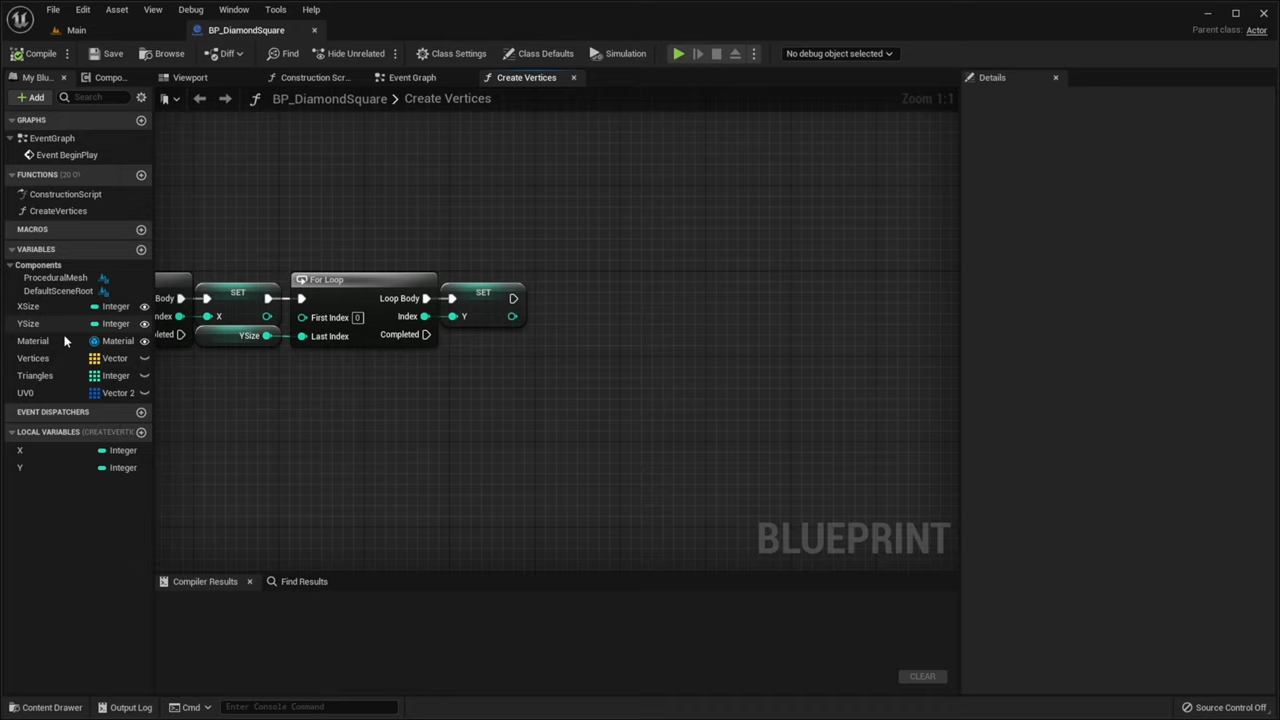 File Edit Asset View Debug Window Tools Help
Main BP_DiamondSquare Parent class: Actor
Compile Save Browse Diff Find Hide Unrelated Class Settings Class Defaults Simulation No debug object selected
My Blu... Compo... Viewport Construction Scr... Event Graph Create Vertices Details
Add Search BP_DiamondSquare Create Vertices Zoom 1:1
GRAPHS
EventGraph
Event BeginPlay
FUNCTIONS (20 O
ConstructionScript
CreateVertices
MACROS
VARIABLES
Components
ProceduralMesh
DefaultSceneRoot
XSize Integer
YSize Integer
Material Material
Vertices Vector
Triangles Integer
UV0 Vector 2
EVENT DISPATCHERS
LOCAL VARIABLES (CREATEVERTIC
X Integer
Y Integer
Body
ndex
leted
SET
X
YSize
For Loop
First Index 0
Last Index
Loop Body
Index
Completed
SET
Y
BLUEPRINT
Compiler Results Find Results
CLEAR
Content Drawer Output Log Cmd Enter Console Command Source Control Off